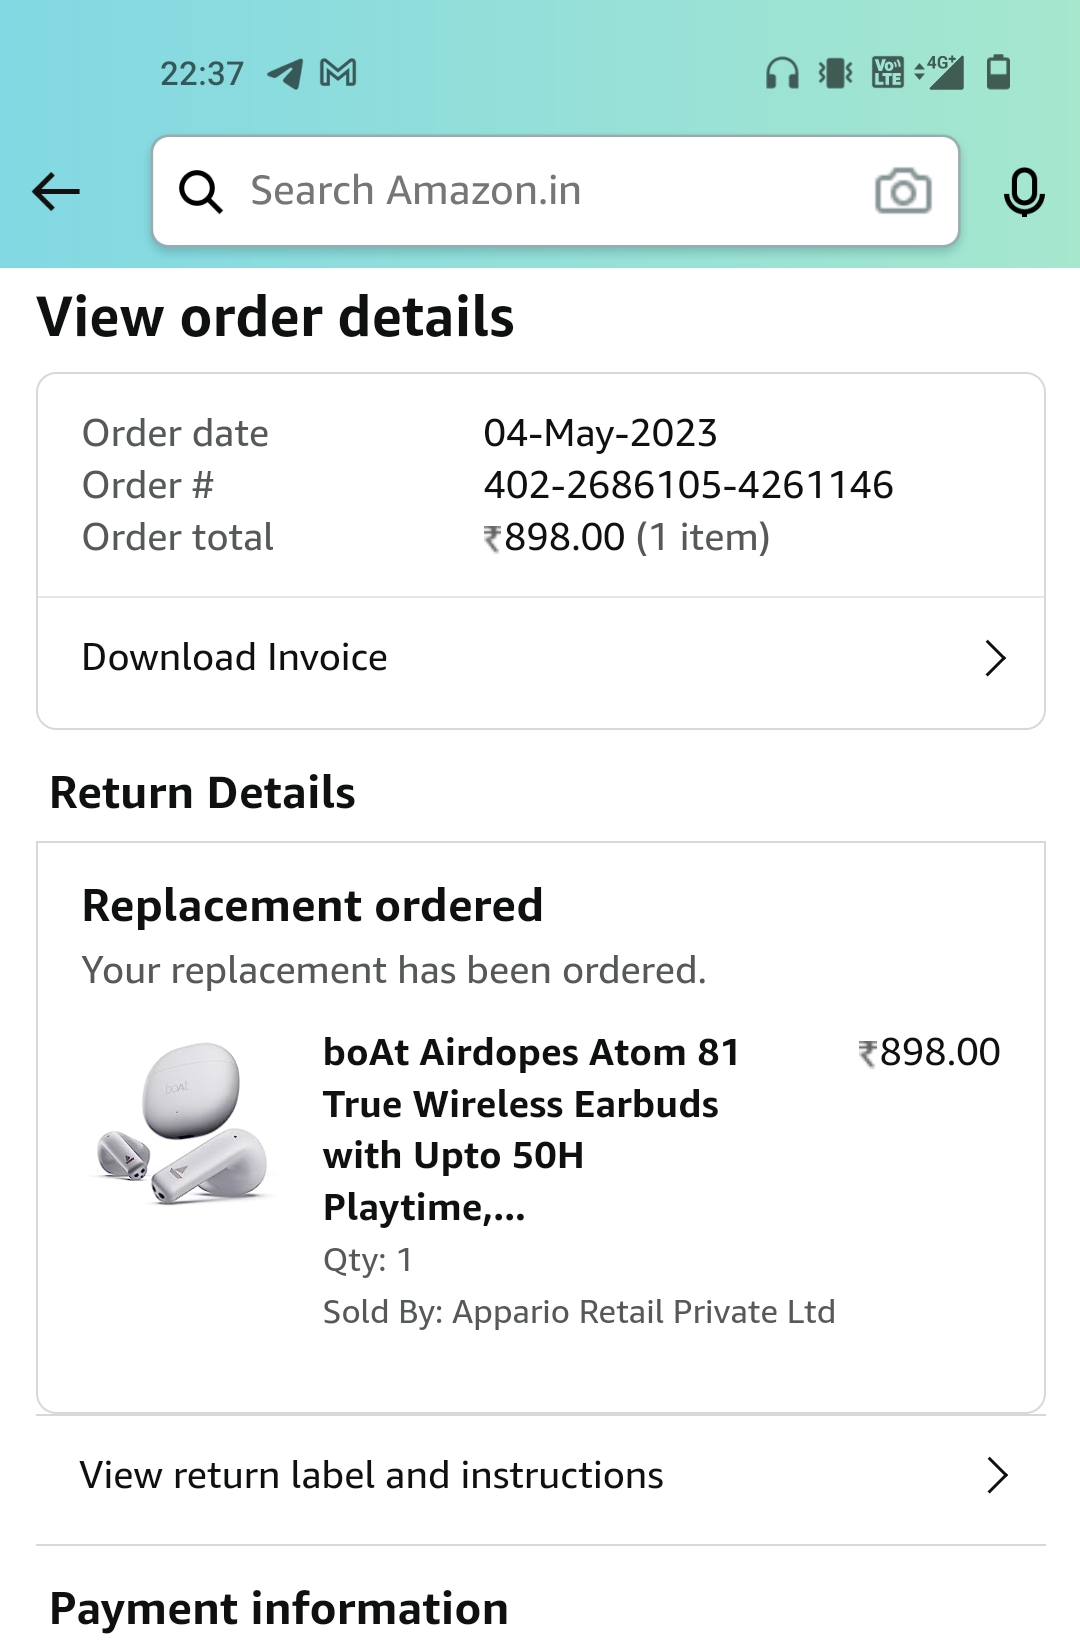 22:37
Vo LTE 4G+
Search Amazon.in
View order details
Order date 04-May-2023
Order # 402-2686105-4261146
Order total ₹898.00 (1 item)
Download Invoice
Return Details
Replacement ordered
Your replacement has been ordered.
boAt
boAt Airdopes Atom 81 ₹898.00
True Wireless Earbuds
with Upto 50H
Playtime,...
Qty: 1
Sold By: Appario Retail Private Ltd
View return label and instructions
Payment information